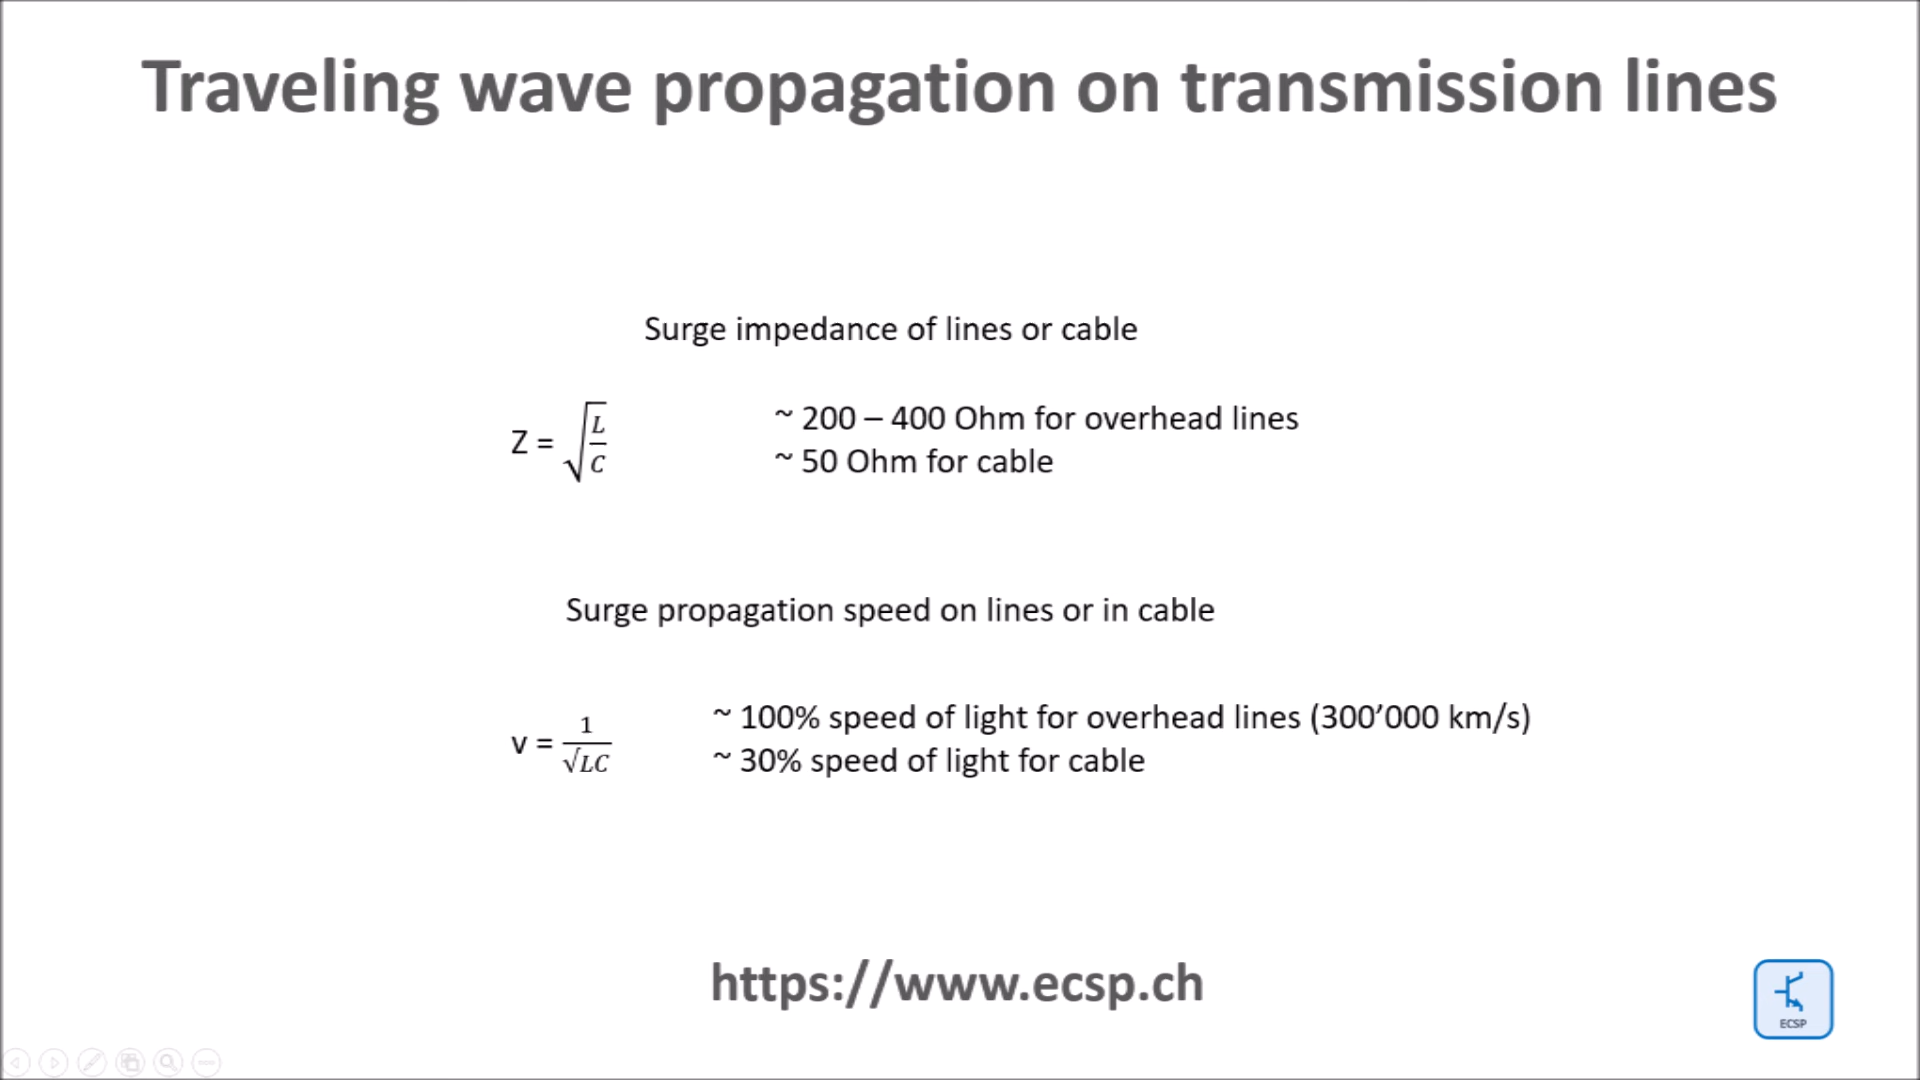 Traveling wave propagation on transmission lines
Surge impedance of lines or cable
Z = √(L/C)
~ 200 – 400 Ohm for overhead lines
~ 50 Ohm for cable
Surge propagation speed on lines or in cable
v = 1/√LC
~ 100% speed of light for overhead lines (300’000 km/s)
~ 30% speed of light for cable
https://www.ecsp.ch
ECSP